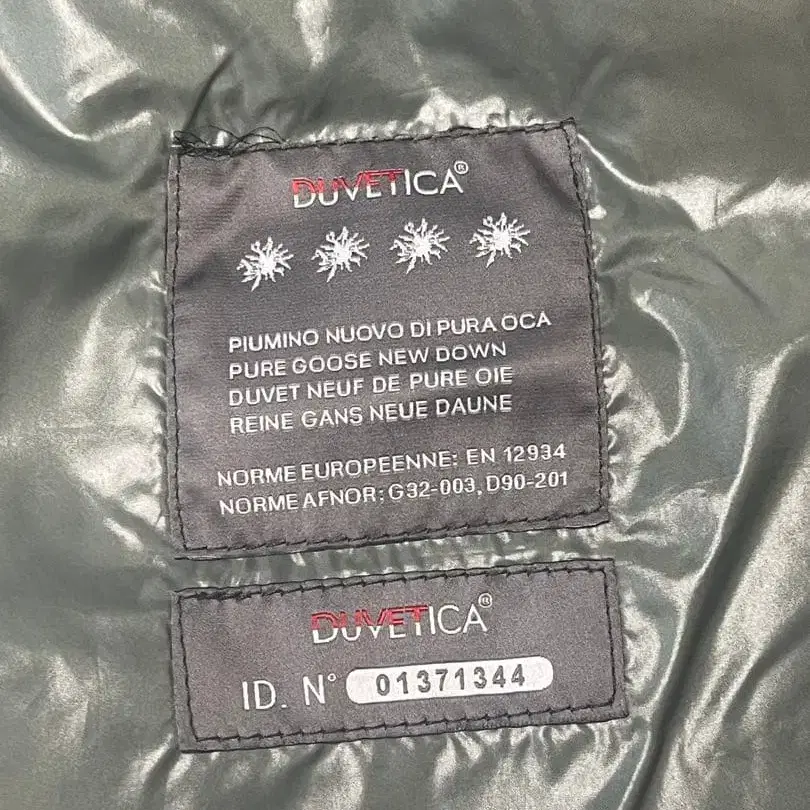 DUVETICA®
PIUMINO NUOVO DI PURA OCA
PURE GOOSE NEW DOWN
DUVET NEUF DE PURE OIE
REINE GANS NEUE DAUNE
NORME EUROPEENNE: EN 12934
NORME AFNOR: G32-003, D90-201
DUVETICA®
ID. N° 01371344